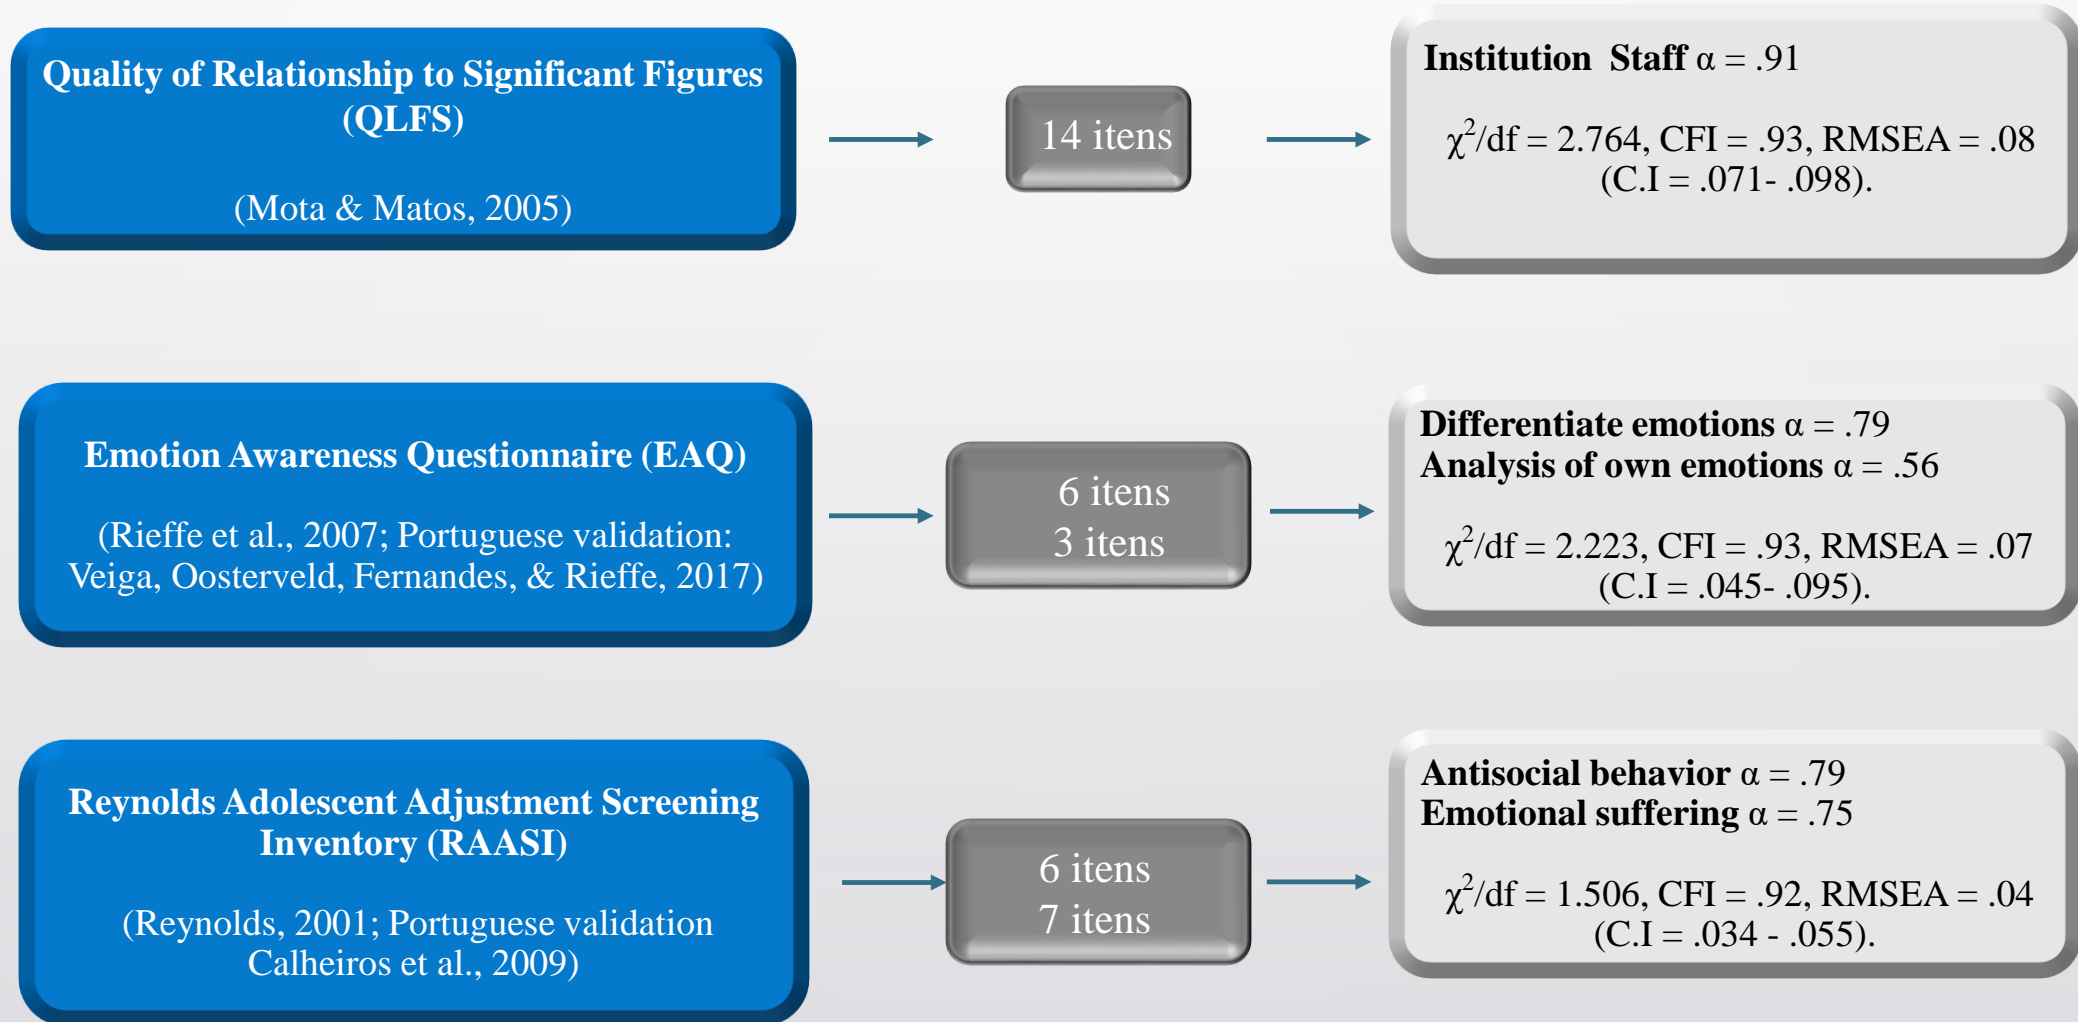 Quality of Relationship to Significant Figures
(QLFS)
(Mota & Matos, 2005)
14 itens
Institution Staff α = .91
χ²/df = 2.764, CFI = .93, RMSEA = .08
(C.I = .071- .098).
Emotion Awareness Questionnaire (EAQ)
(Rieffe et al., 2007; Portuguese validation:
Veiga, Oosterveld, Fernandes, & Rieffe, 2017)
6 itens
3 itens
Differentiate emotions α = .79
Analysis of own emotions α = .56
χ²/df = 2.223, CFI = .93, RMSEA = .07
(C.I = .045- .095).
Reynolds Adolescent Adjustment Screening
Inventory (RAASI)
(Reynolds, 2001; Portuguese validation
Calheiros et al., 2009)
6 itens
7 itens
Antisocial behavior α = .79
Emotional suffering α = .75
χ²/df = 1.506, CFI = .92, RMSEA = .04
(C.I = .034 - .055).